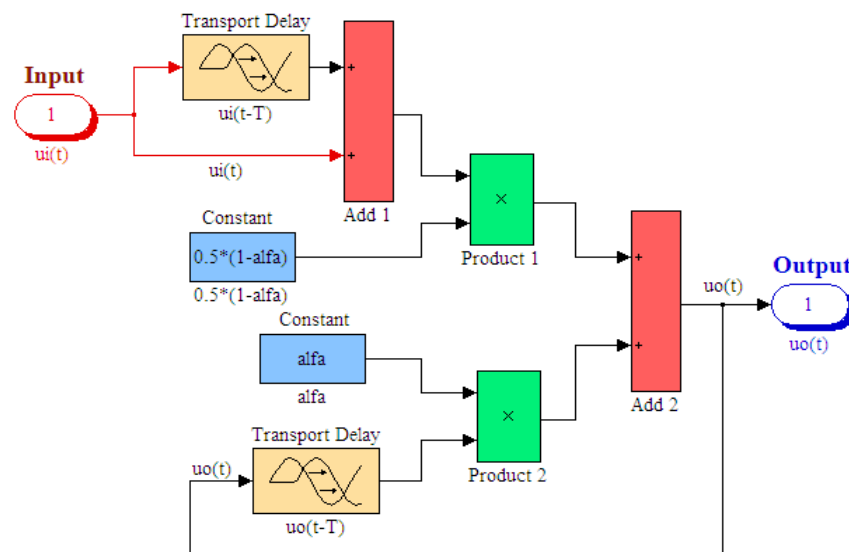 Transport Delay
Input
1
ui(t)
ui(t-T)
+
ui(t)
+
Add 1
Constant
0.5*(1-alfa)
0.5*(1-alfa)
×
Product 1
Constant
alfa
alfa
×
Product 2
Transport Delay
uo(t)
uo(t-T)
+
+
Add 2
uo(t)
Output
1
uo(t)